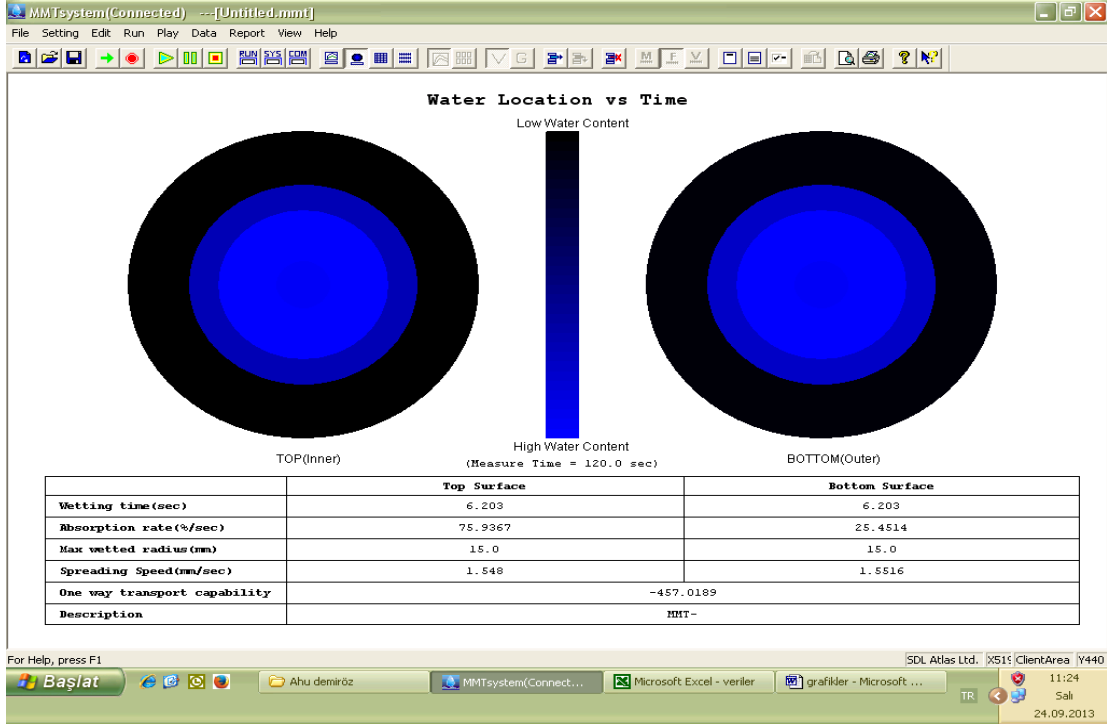 MMTsystem(Connected) ---[Untitled.mmt]
File Setting Edit Run Play Data Report View Help
RUN SYS COM G M F V
Water Location vs Time
Low Water Content
High Water Content
TOP(Inner) (Measure Time = 120.0 sec) BOTTOM(Outer)
Top Surface Bottom Surface
Wetting time(sec) 6.203 6.203
Absorption rate(%/sec) 75.9367 25.4514
Max wetted radius(mm) 15.0 15.0
Spreading Speed(mm/sec) 1.548 1.5516
One way transport capability -457.0189
Description MMT-
For Help, press F1 SDL Atlas Ltd. ClientArea Y440
Başlat Ahu demiröz MMTsystem(Connect... Microsoft Excel - veriler grafikler - Microsoft ... TR 11:24
Salı
24.09.2013